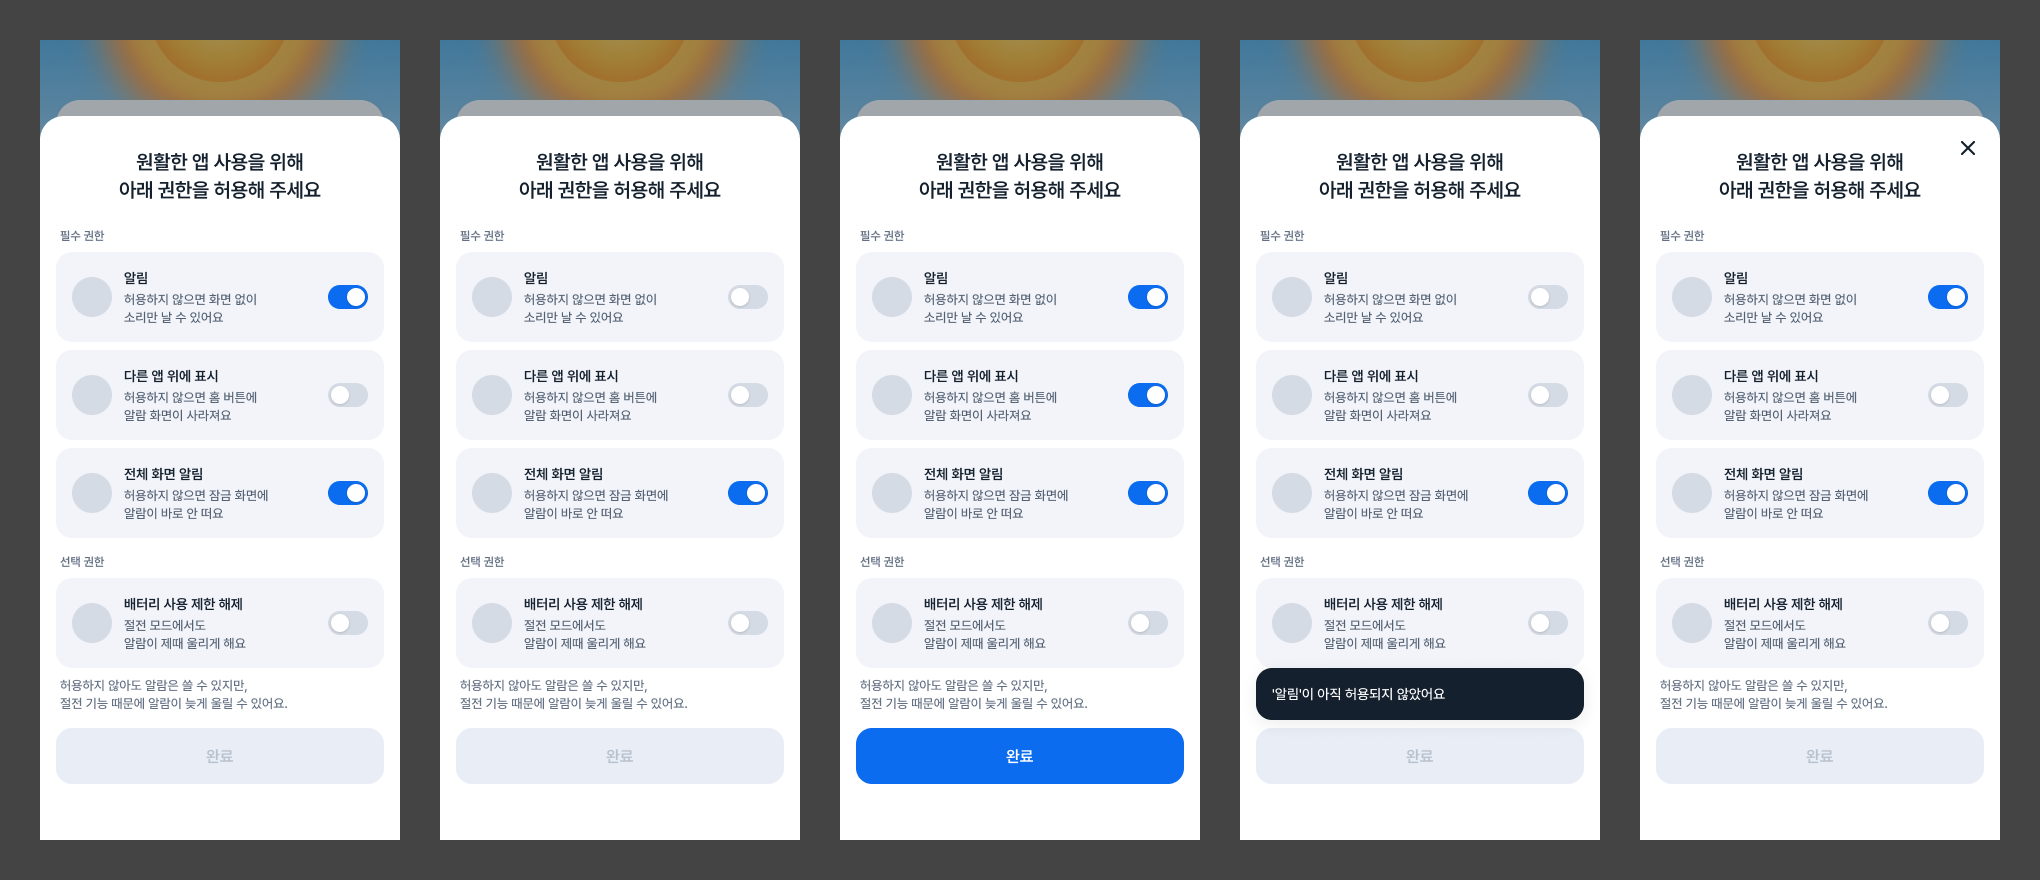 원활한 앱 사용을 위해
아래 권한을 허용해 주세요
필수 권한
알림
허용하지 않으면 화면 없이
소리만 날 수 있어요
다른 앱 위에 표시
허용하지 않으면 홈 버튼에
알람 화면이 사라져요
전체 화면 알림
허용하지 않으면 잠금 화면에
알람이 바로 안 떠요
선택 권한
배터리 사용 제한 해제
절전 모드에서도
알람이 제때 울리게 해요
허용하지 않아도 알람은 쓸 수 있지만,
절전 기능 때문에 알람이 늦게 울릴 수 있어요.
완료
원활한 앱 사용을 위해
아래 권한을 허용해 주세요
필수 권한
알림
허용하지 않으면 화면 없이
소리만 날 수 있어요
다른 앱 위에 표시
허용하지 않으면 홈 버튼에
알람 화면이 사라져요
전체 화면 알림
허용하지 않으면 잠금 화면에
알람이 바로 안 떠요
선택 권한
배터리 사용 제한 해제
절전 모드에서도
알람이 제때 울리게 해요
허용하지 않아도 알람은 쓸 수 있지만,
절전 기능 때문에 알람이 늦게 울릴 수 있어요.
완료
원활한 앱 사용을 위해
아래 권한을 허용해 주세요
필수 권한
알림
허용하지 않으면 화면 없이
소리만 날 수 있어요
다른 앱 위에 표시
허용하지 않으면 홈 버튼에
알람 화면이 사라져요
전체 화면 알림
허용하지 않으면 잠금 화면에
알람이 바로 안 떠요
선택 권한
배터리 사용 제한 해제
절전 모드에서도
알람이 제때 울리게 해요
허용하지 않아도 알람은 쓸 수 있지만,
절전 기능 때문에 알람이 늦게 울릴 수 있어요.
완료
원활한 앱 사용을 위해
아래 권한을 허용해 주세요
필수 권한
알림
허용하지 않으면 화면 없이
소리만 날 수 있어요
다른 앱 위에 표시
허용하지 않으면 홈 버튼에
알람 화면이 사라져요
전체 화면 알림
허용하지 않으면 잠금 화면에
알람이 바로 안 떠요
선택 권한
배터리 사용 제한 해제
절전 모드에서도
알람이 제때 울리게 해요
'알림'이 아직 허용되지 않았어요
완료
원활한 앱 사용을 위해
아래 권한을 허용해 주세요
필수 권한
알림
허용하지 않으면 화면 없이
소리만 날 수 있어요
다른 앱 위에 표시
허용하지 않으면 홈 버튼에
알람 화면이 사라져요
전체 화면 알림
허용하지 않으면 잠금 화면에
알람이 바로 안 떠요
선택 권한
배터리 사용 제한 해제
절전 모드에서도
알람이 제때 울리게 해요
허용하지 않아도 알람은 쓸 수 있지만,
절전 기능 때문에 알람이 늦게 울릴 수 있어요.
완료